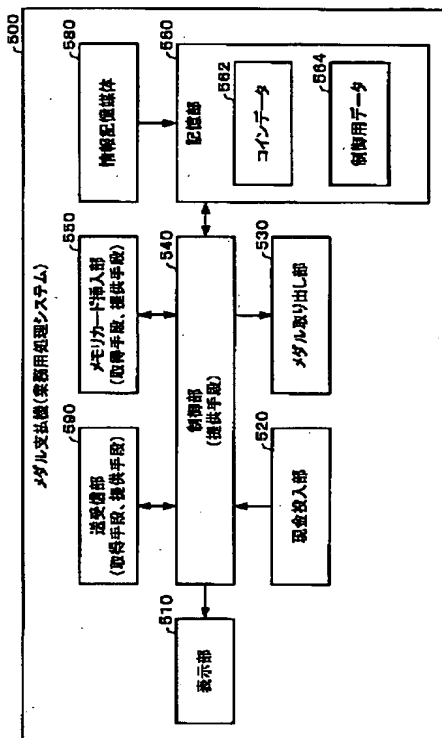 500
メダル支払機(業務用処理システム)
590
送受信部
(取得手段、提供手段)
550
メモリカード挿入部
(取得手段、提供手段)
580
情報記憶媒体
510
表示部
540
制御部
(提供手段)
560
記憶部
562
コインデータ
564
制御用データ
520
現金投入部
530
メダル取り出し部